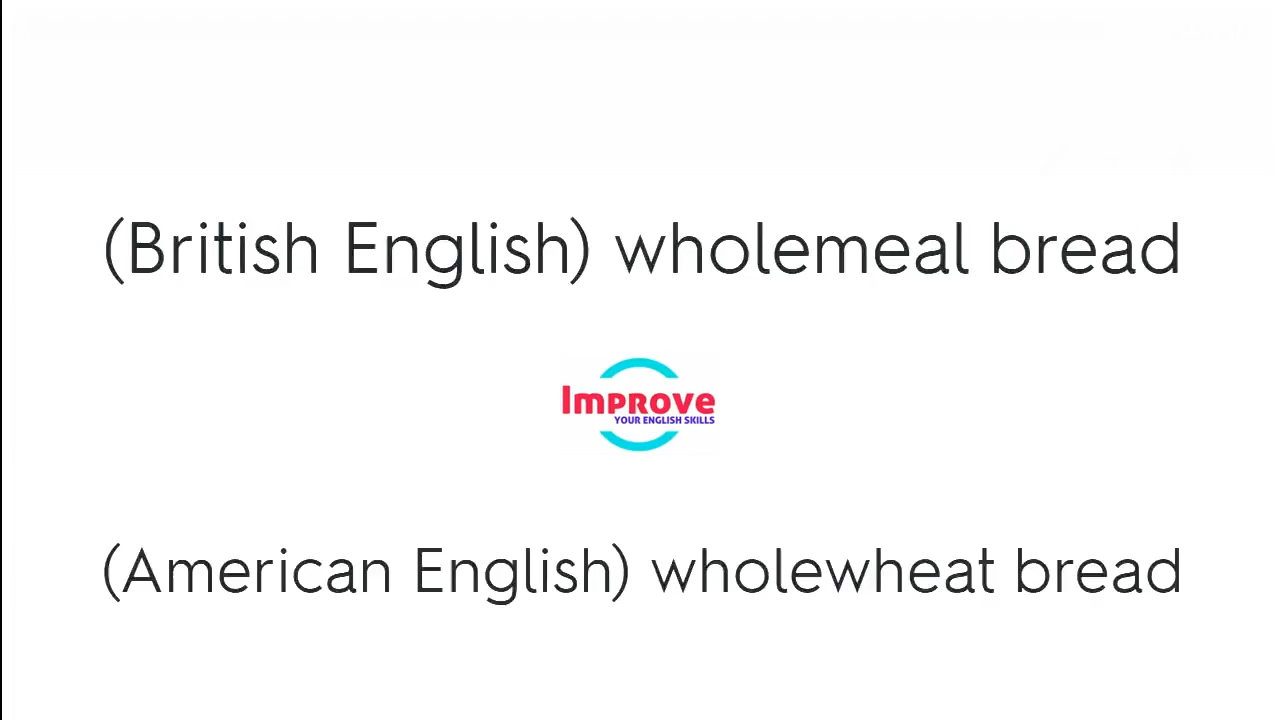 (British English) wholemeal bread
Improve
YOUR ENGLISH SKILLS
(American English) wholewheat bread